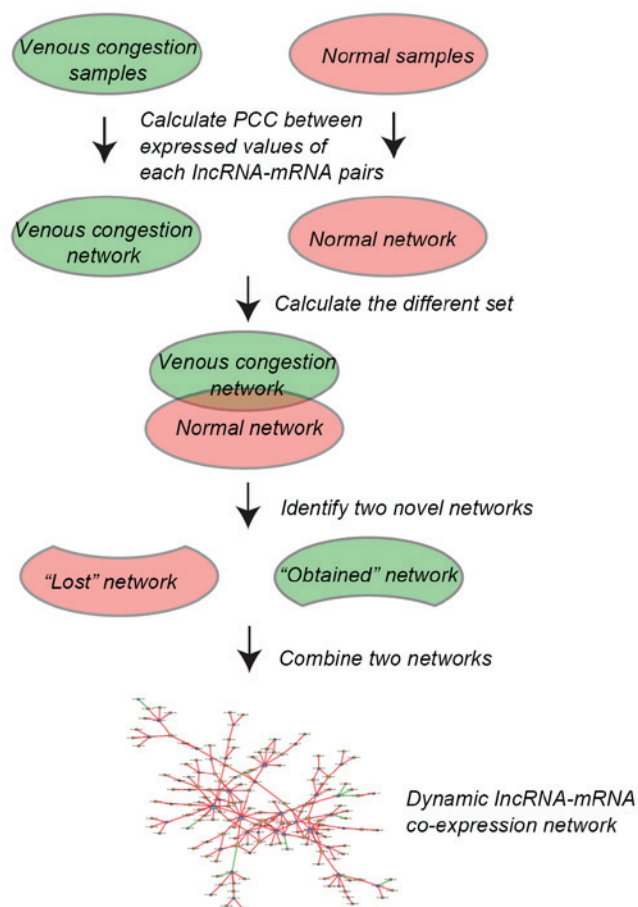 Venous congestion
samples
Normal samples
Calculate PCC between
expressed values of
each lncRNA-mRNA pairs
Venous congestion
network
Normal network
Calculate the different set
Venous congestion
network
Normal network
Identify two novel networks
“Lost” network
“Obtained” network
Combine two networks
Dynamic lncRNA-mRNA
co-expression network